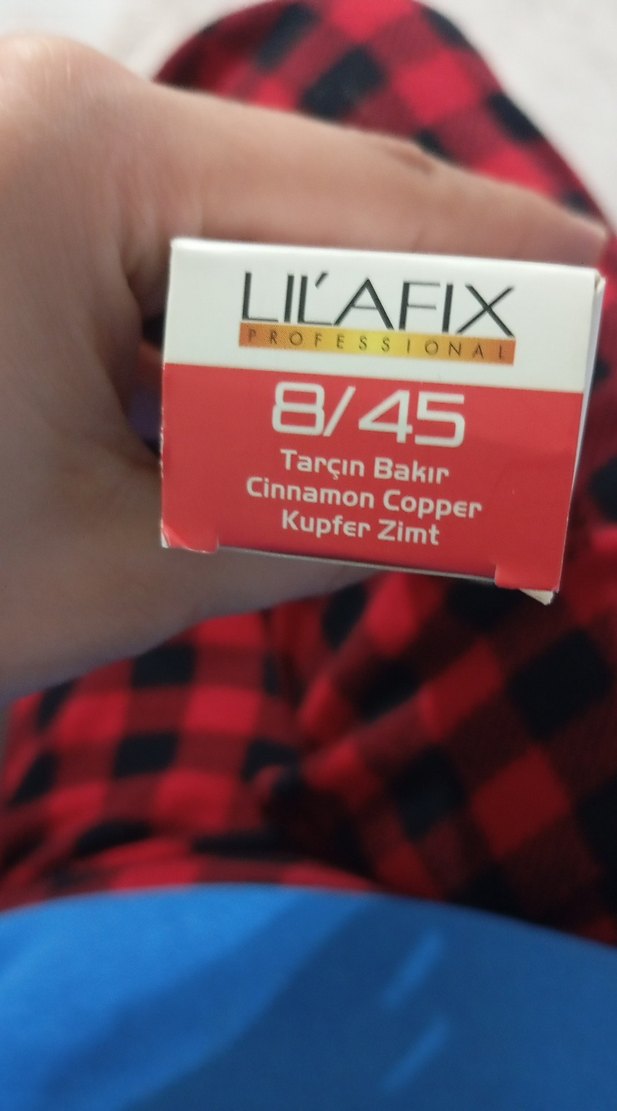 LIL'AFIX
PROFESSIONAL
8/45
Tarçın Bakır
Cinnamon Copper
Kupfer Zimt